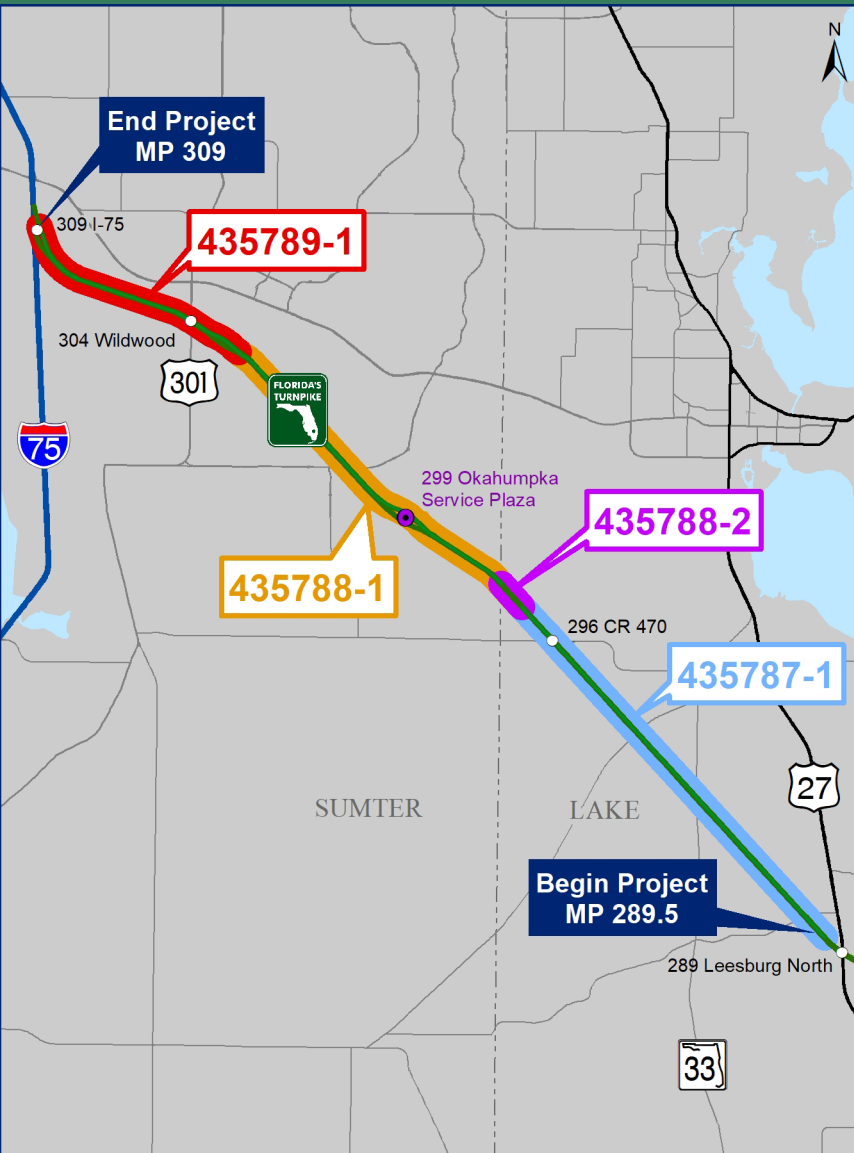 N
End Project
MP 309
309 I-75
435789-1
304 Wildwood
301
FLORIDA'S
TURNPIKE
75
299 Okahumpka
Service Plaza
435788-2
435788-1
296 CR 470
435787-1
27
SUMTER
LAKE
Begin Project
MP 289.5
289 Leesburg North
33